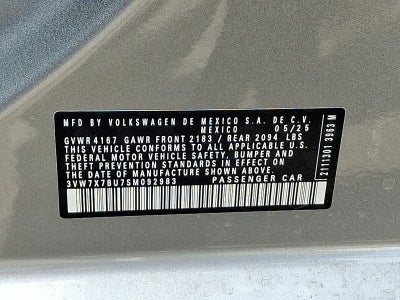 MFD BY VOLKSWAGEN DE MEXICO S.A. DE C.V.
MEXICO 05/25
GVWR 4167 GAWR FRONT 2183 / REAR 2094 LBS
THIS VEHICLE CONFORMS TO ALL APPLICABLE U.S.
FEDERAL MOTOR VEHICLE SAFETY, BUMPER AND
THEFT PREVENTION STANDARDS IN EFFECT ON THE
DATE OF MANUFACTURE SHOWN ABOVE.
3VW7X7BU7SM092983 PASSENGER CAR
21111301 3963 M